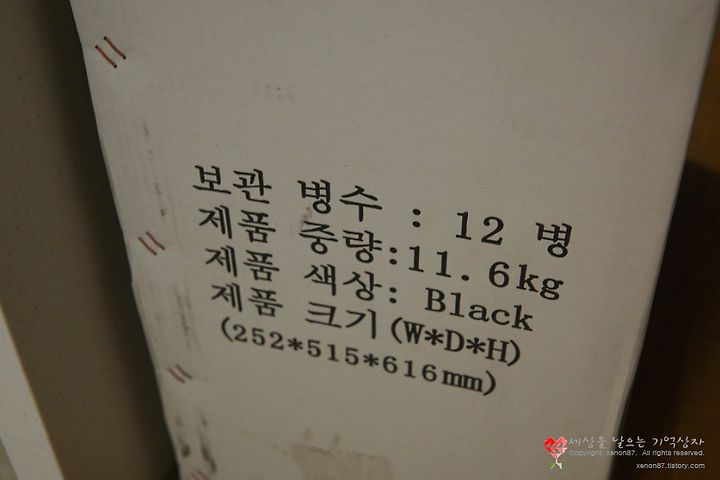 보관 병수 : 12 병
제품 중량:11.6kg
제품 색상: Black
제품 크기(W*D*H)
(252*515*616mm)
세상을 날으는 기억상자
Copyright xenon87. All rights reserved.
xenon87.tistory.com